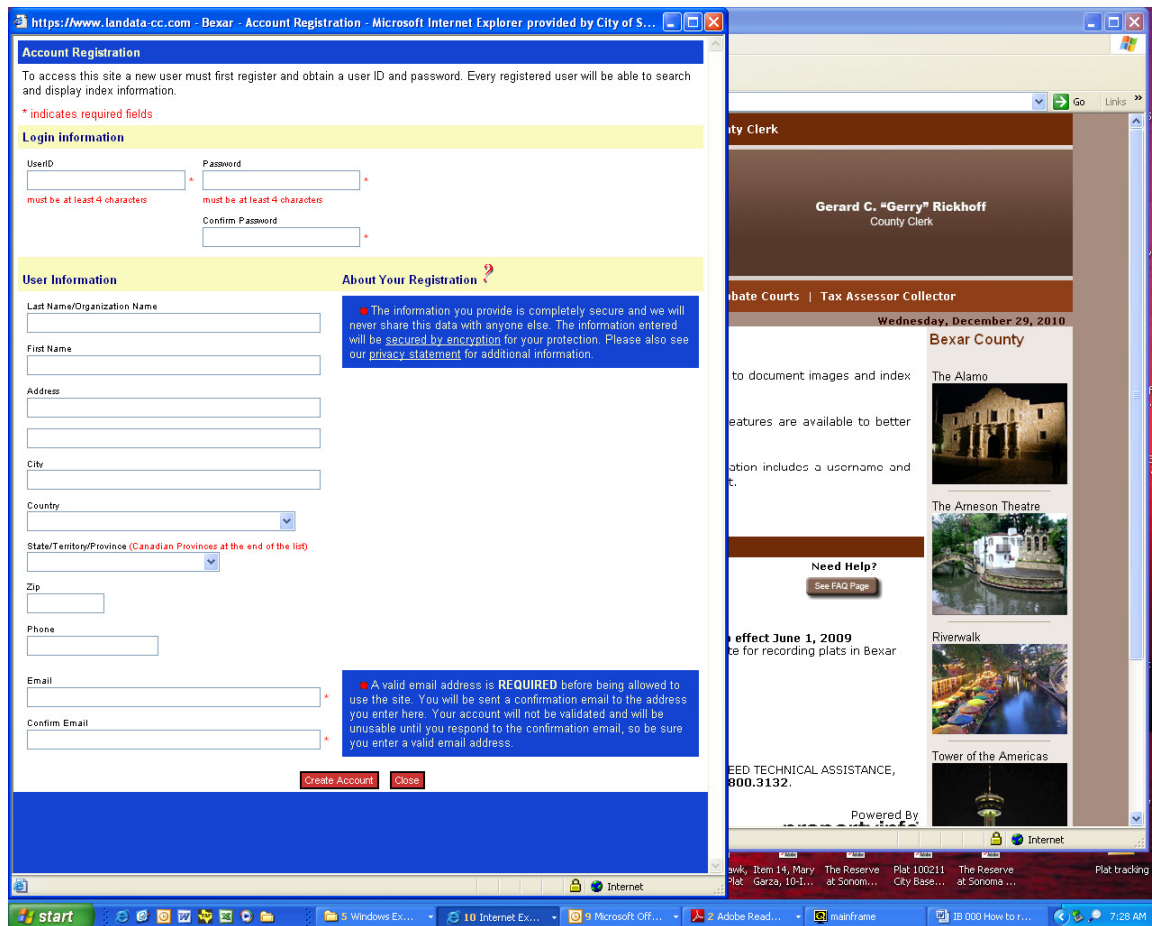 https://www.landata-cc.com - Bexar - Account Registration - Microsoft Internet Explorer provided by City of S...
Account Registration
To access this site a new user must first register and obtain a user ID and password. Every registered user will be able to search
and display index information.
* indicates required fields
Login information
UserID Password
* *
must be at least 4 characters must be at least 4 characters
Confirm Password
*
User Information About Your Registration ?
Last Name/Organization Name
First Name
Address
City
Country
State/Territory/Province (Canadian Provinces at the end of the list)
Zip
Phone
Email
*
Confirm Email
*
The information you provide is completely secure and we will
never share this data with anyone else. The information entered
will be secured by encryption for your protection. Please also see
our privacy statement for additional information.
A valid email address is REQUIRED before being allowed to
use the site. You will be sent a confirmation email to the address
you enter here. Your account will not be validated and will be
unusable until you respond to the confirmation email, so be sure
you enter a valid email address.
Create Account Close
Internet
Go Links »
ty Clerk
Gerard C. "Gerry" Rickhoff
County Clerk
bate Courts | Tax Assessor Collector
Wednesday, December 29, 2010
to document images and index
eatures are available to better
ation includes a username and
t.
Need Help?
See FAQ Page
effect June 1, 2009
te for recording plats in Bexar
EED TECHNICAL ASSISTANCE,
800.3132.
Powered By
Bexar County
The Alamo
The Arneson Theatre
Riverwalk
Tower of the Americas
Internet
awk, Item 14, Mary The Reserve Plat 100211 The Reserve Plat tracking
Plat Garza, 10-I... at Sonom... City Base... at Sonoma ...
start 5 Windows Ex... 10 Internet Ex... 9 Microsoft Off... 2 Adobe Read... mainframe IB 000 How to r... 7:28 AM